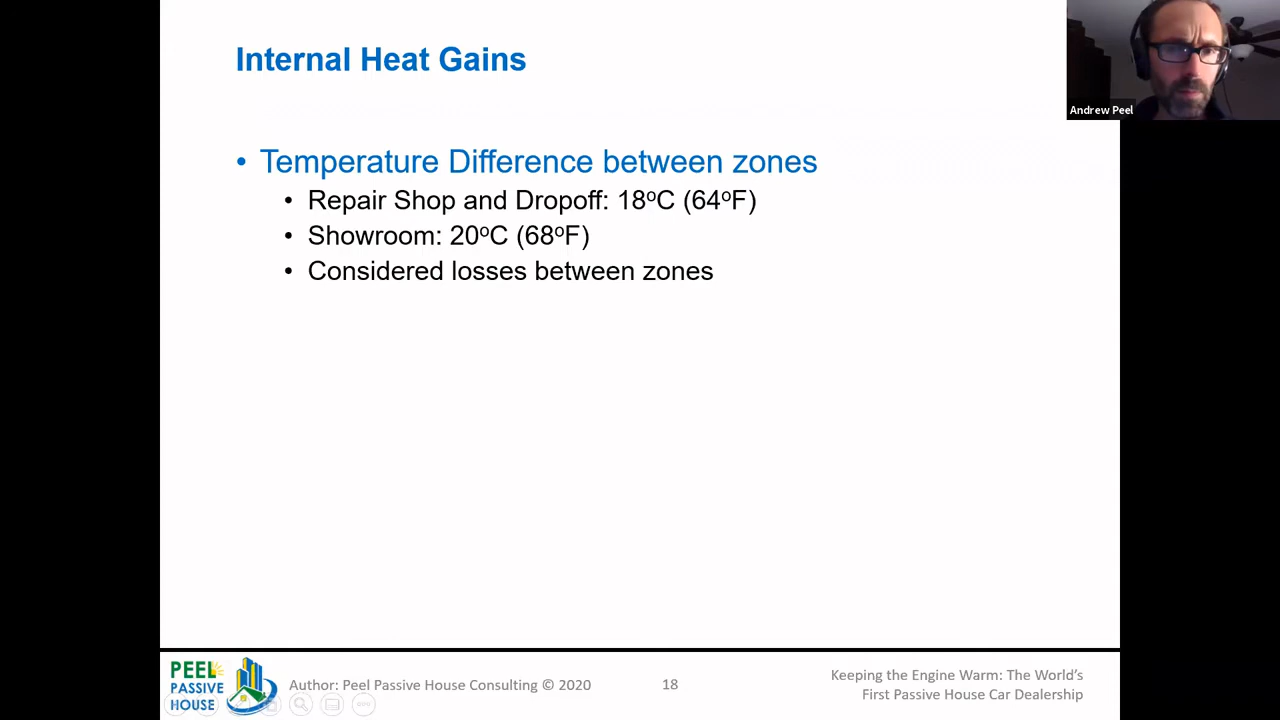 Internal Heat Gains
Andrew Peel
• Temperature Difference between zones
• Repair Shop and Dropoff: 18ºC (64ºF)
• Showroom: 20ºC (68ºF)
• Considered losses between zones
PEEL
PASSIVE
HOUSE
Author: Peel Passive House Consulting © 2020
18
Keeping the Engine Warm: The World’s
First Passive House Car Dealership